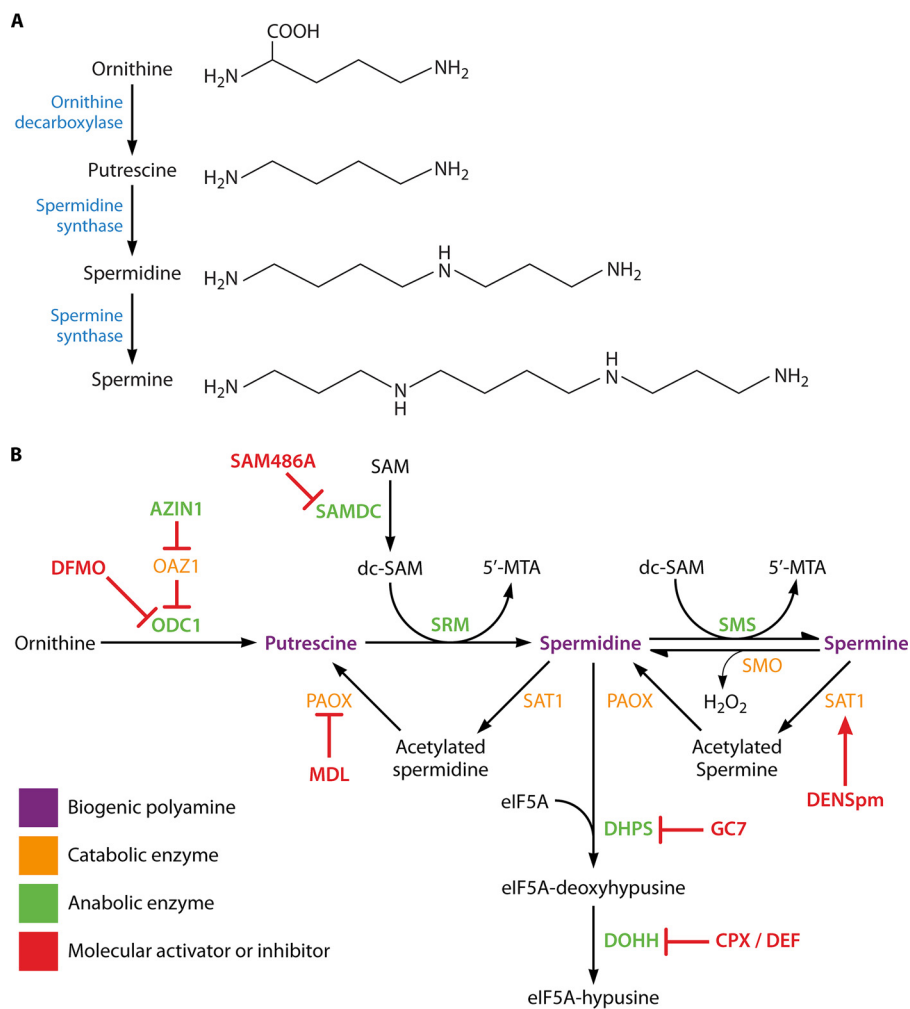 A
COOH
Ornithine
H2N
NH2
Ornithine
decarboxylase
Putrescine
H2N
NH2
Spermidine
synthase
Spermidine
H2N
H
N
NH2
Spermine
synthase
Spermine
H2N
N
H
H
N
NH2
B
SAM486A
SAM
AZIN1
SAMDC
DFMO
OAZ1
dc-SAM
5′-MTA
dc-SAM
5′-MTA
ODC1
SRM
SMS
Ornithine
Putrescine
Spermidine
Spermine
SMO
PAOX
SAT1
PAOX
H2O2
SAT1
Acetylated
spermidine
Acetylated
Spermine
MDL
DENSpm
eIF5A
DHPS
GC7
eIF5A-deoxyhypusine
DOHH
CPX / DEF
eIF5A-hypusine
Biogenic polyamine
Catabolic enzyme
Anabolic enzyme
Molecular activator or inhibitor